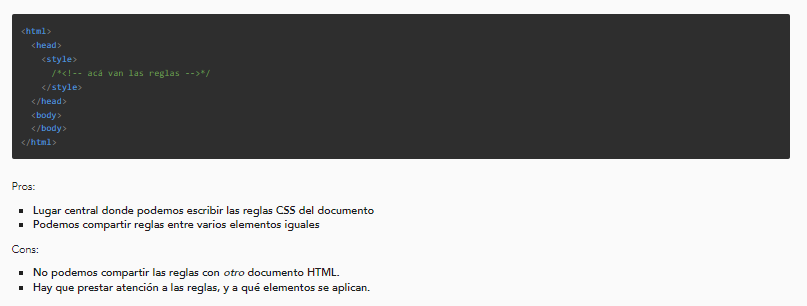 <html>
<head>
<style>
/*<!-- acá van las reglas -->*/
</style>
</head>
<body>
</body>
</html>
Pros:
Lugar central donde podemos escribir las reglas CSS del documento
Podemos compartir reglas entre varios elementos iguales
Cons:
No podemos compartir las reglas con otro documento HTML.
Hay que prestar atención a las reglas, y a qué elementos se aplican.